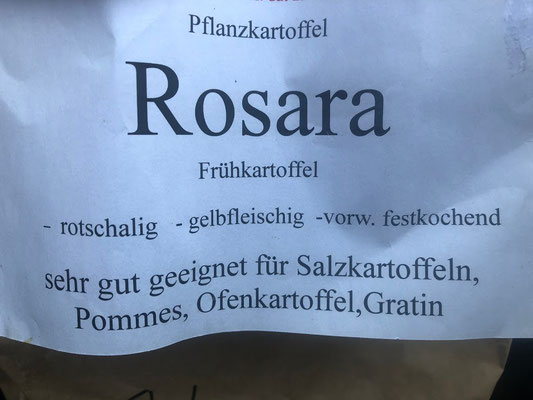 Pflanzkartoffel
Rosara
Frühkartoffel
- rotschalig - gelbfleischig -vorw. festkochend
sehr gut geeignet für Salzkartoffeln,
Pommes, Ofenkartoffel,Gratin